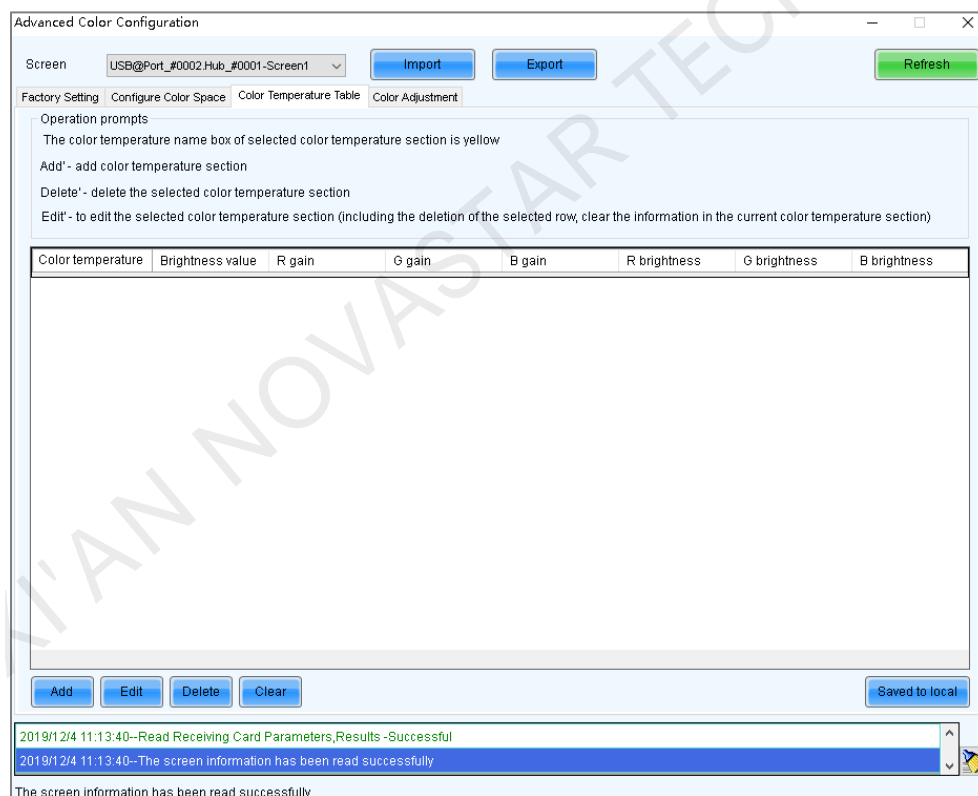 Advanced Color Configuration
Screen USB@Port_#0002.Hub_#0001-Screen1 Import Export Refresh
Factory Setting Configure Color Space Color Temperature Table Color Adjustment
Operation prompts
The color temperature name box of selected color temperature section is yellow
Add' - add color temperature section
Delete' - delete the selected color temperature section
Edit' - to edit the selected color temperature section (including the deletion of the selected row, clear the information in the current color temperature section)
Color temperature Brightness value R gain G gain B gain R brightness G brightness B brightness
Add Edit Delete Clear Saved to local
2019/12/4 11:13:40--Read Receiving Card Parameters,Results -Successful
2019/12/4 11:13:40--The screen information has been read successfully
The screen information has been read successfully
XI'AN NOVASTAR TECH